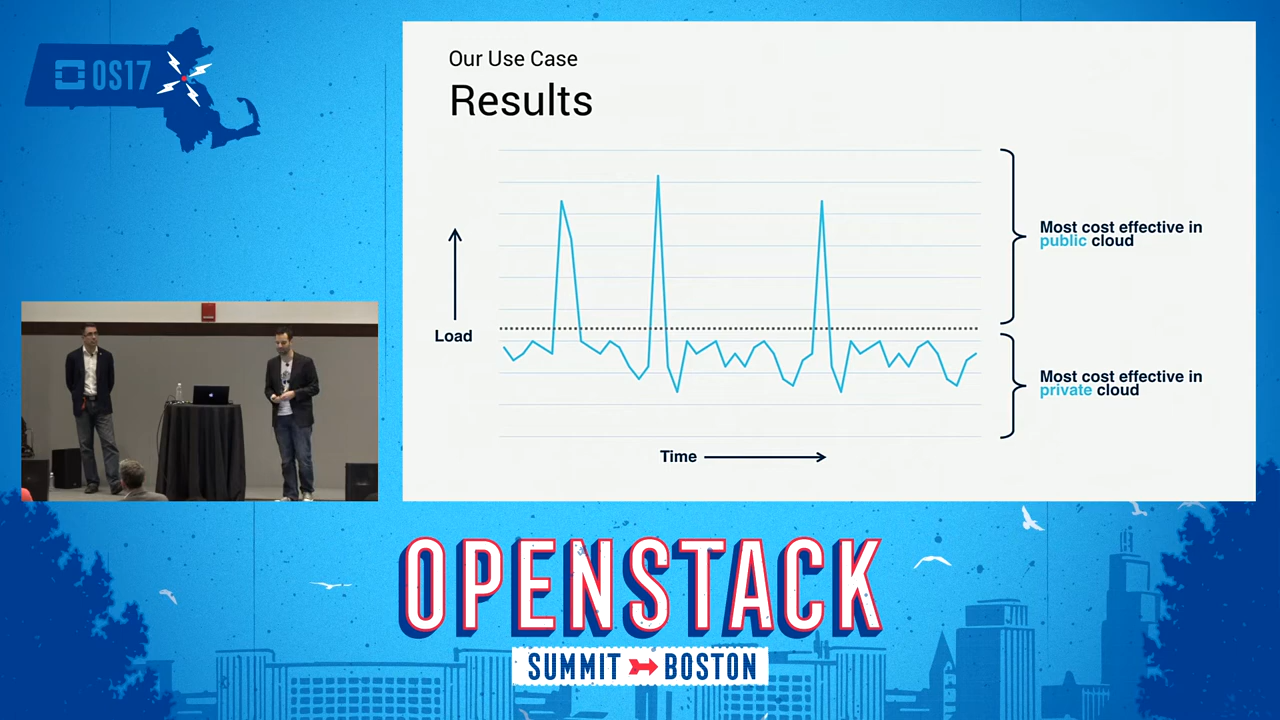 OS17
Our Use Case
Results
Most cost effective in
public cloud
Load
Most cost effective in
private cloud
Time
OPENSTACK
SUMMIT BOSTON